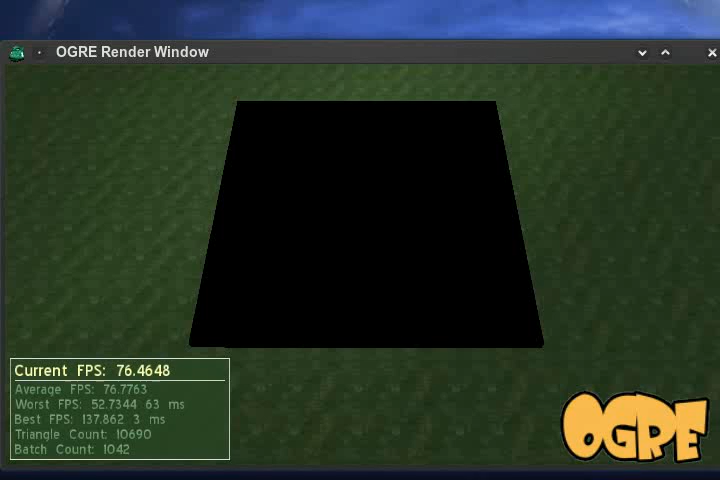 OGRE Render Window
Current FPS: 76.4648
Average FPS: 76.7763
Worst FPS: 52.7344 63 ms
Best FPS: 137.862 3 ms
Triangle Count: 10690
Batch Count: 1042
OGRE